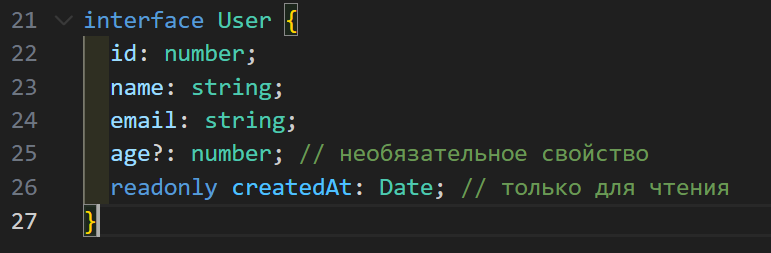 21 interface User {
22 id: number;
23 name: string;
24 email: string;
25 age?: number; // необязательное свойство
26 readonly createdAt: Date; // только для чтения
27 }